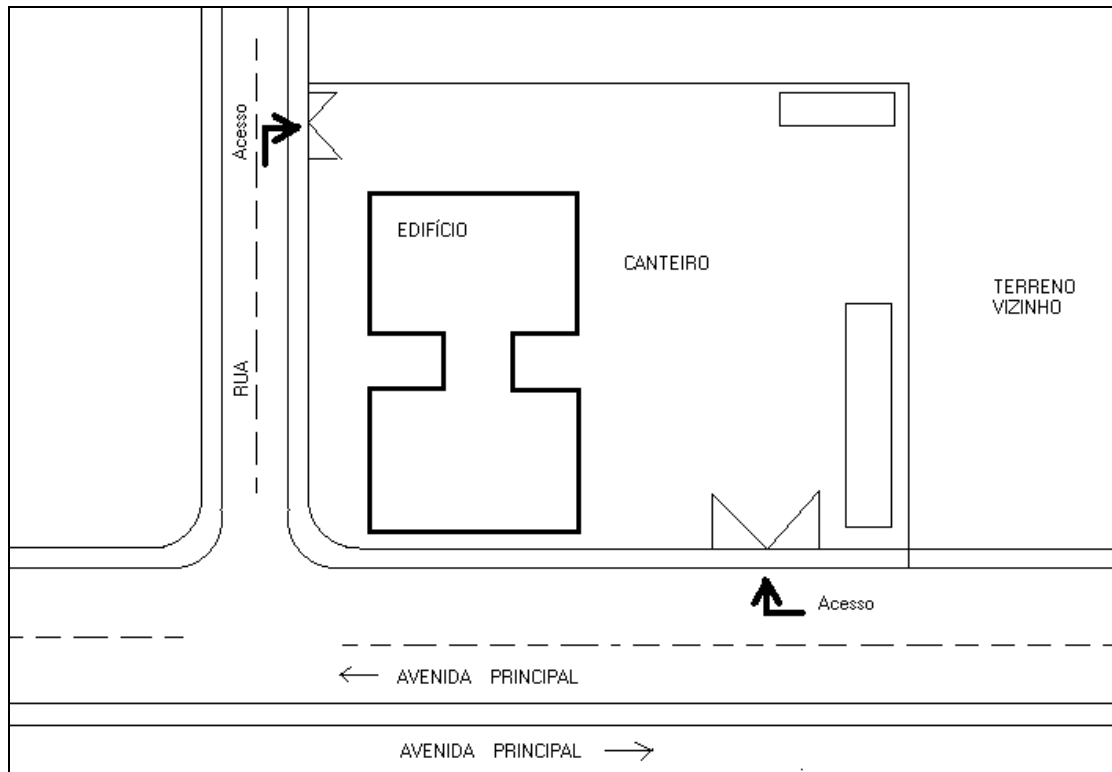 Acesso
EDIFÍCIO
CANTEIRO
TERRENO
VIZINHO
RUA
Acesso
AVENIDA PRINCIPAL
AVENIDA PRINCIPAL